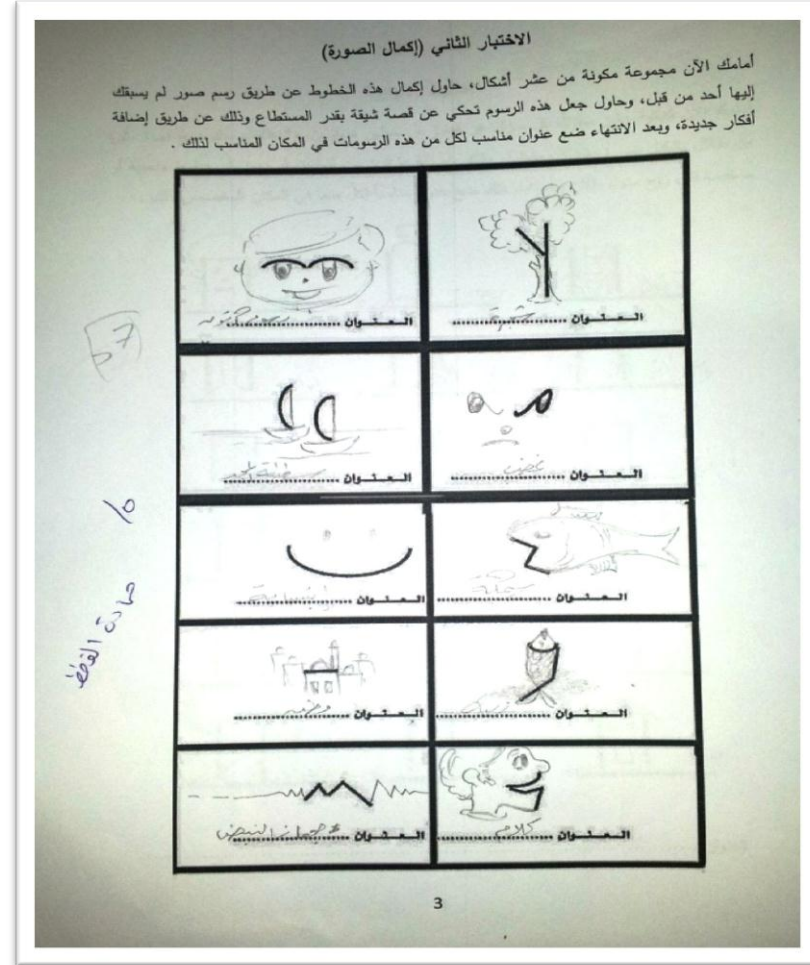 الاختبار الثاني (إكمال الصورة)
أمامك الآن مجموعة مكونة من عشر أشكال، حاول إكمال هذه الخطوط عن طريق رسم صور لم يسبقك
إليها أحد من قبل، وحاول جعل هذه الرسوم تحكي عن قصة شيقة بقدر المستطاع وذلك عن طريق إضافة
أفكار جديدة، وبعد الانتهاء ضع عنوان مناسب لكل من هذه الرسومات في المكان المناسب لذلك .
العنوان .................... شجرة
العنوان ....................
العنوان .................... غضب
العنوان ....................
العنوان .................... سمكة
العنوان ....................
العنوان ....................
العنوان ....................
العنوان .................... كلام
العنوان .................... النبض
3